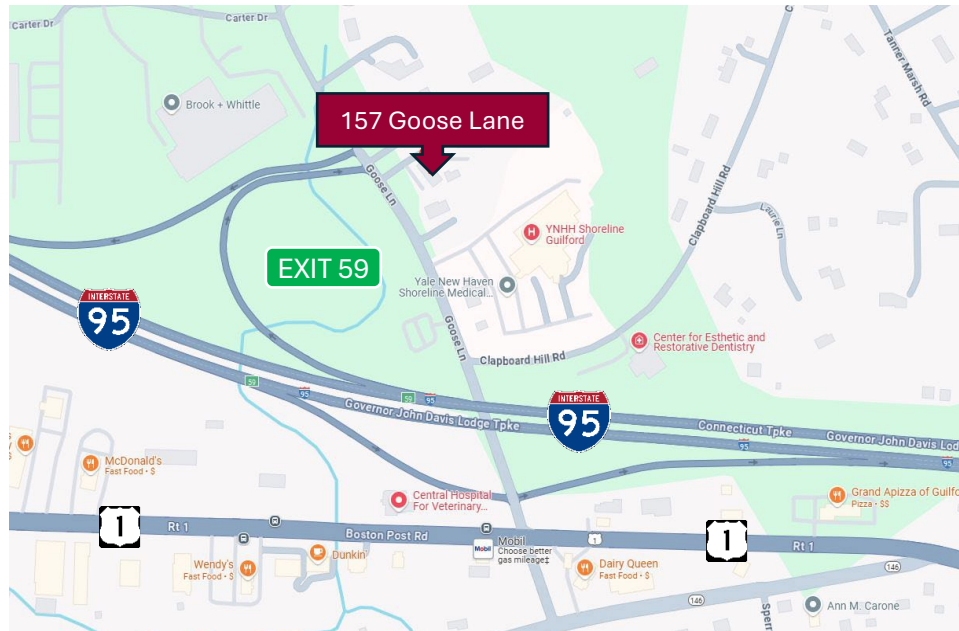 Carter Dr
Carter Dr
Tanner Marsh Rd
Brook + Whittle
157 Goose Lane
Goose Ln
Clapboard Hill Rd
Laurie Ln
H
YNHH Shoreline
Guilford
EXIT 59
Yale New Haven
Shoreline Medical...
INTERSTATE
95
Goose Ln
Center for Esthetic and
Restorative Dentistry
Clapboard Hill Rd
59
95
59
95
INTERSTATE
95
Governor John Davis Lodge Tpke
Connecticut Tpke
Governor John Davis Lod
95
95
McDonald's
Fast Food • $
Central Hospital
For Veterinary...
Grand Apizza of Guilfo
Pizza • $$
1
Rt 1
Boston Post Rd
Mobil
Mobil
Choose better
gas mileage‡
1
1
Rt 1
Wendy's
Fast Food • $
Dunkin'
Dairy Queen
Fast Food • $
146
146
Sperr
Ann M. Carone